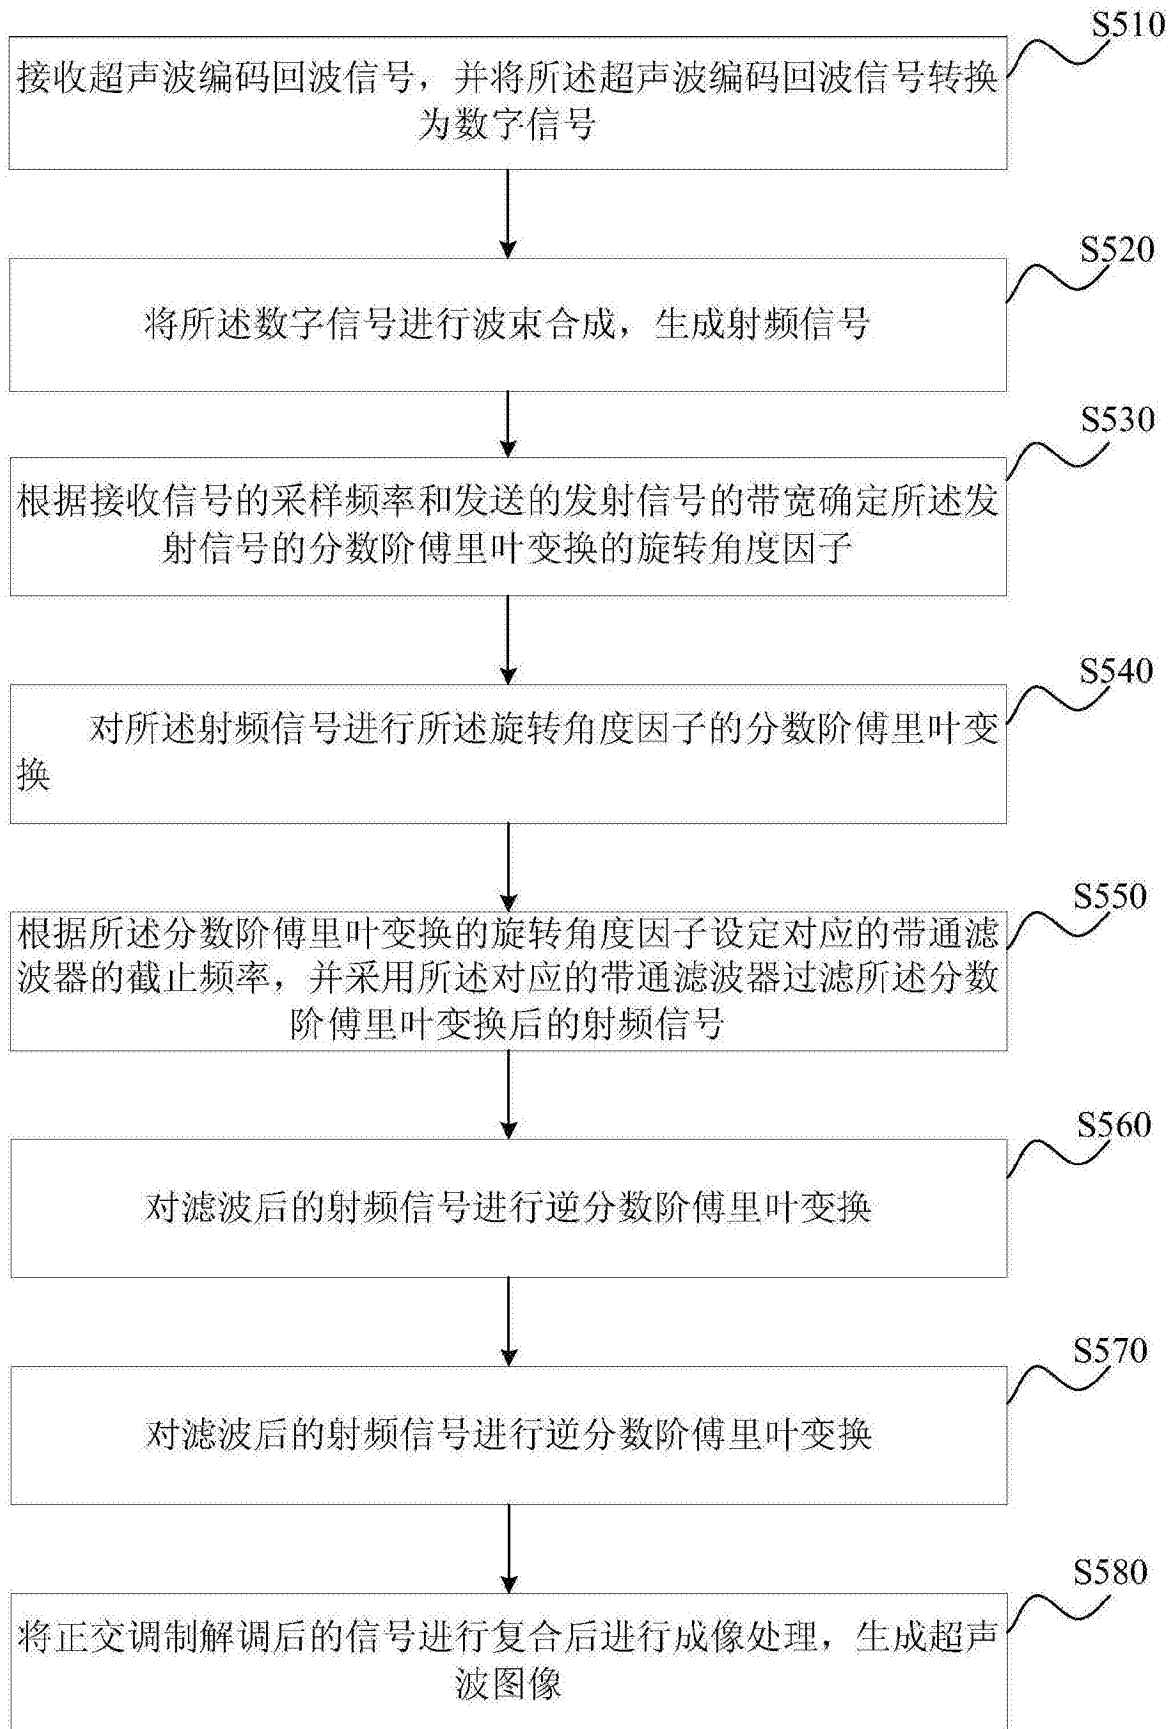 S510
接收超声波编码回波信号，并将所述超声波编码回波信号转换
为数字信号
S520
将所述数字信号进行波束合成，生成射频信号
S530
根据接收信号的采样频率和发送的发射信号的带宽确定所述发
射信号的分数阶傅里叶变换的旋转角度因子
S540
对所述射频信号进行所述旋转角度因子的分数阶傅里叶变
换
S550
根据所述分数阶傅里叶变换的旋转角度因子设定对应的带通滤
波器的截止频率，并采用所述对应的带通滤波器过滤所述分数
阶傅里叶变换后的射频信号
S560
对滤波后的射频信号进行逆分数阶傅里叶变换
S570
对滤波后的射频信号进行逆分数阶傅里叶变换
S580
将正交调制解调后的信号进行复合后进行成像处理，生成超声
波图像